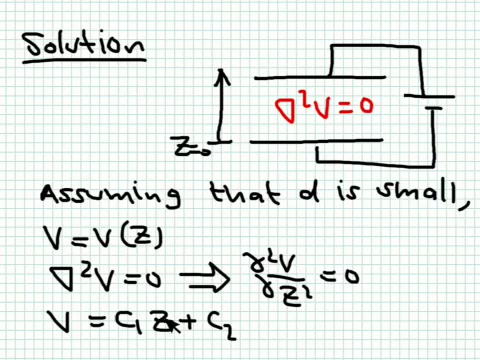 Solution
∇²V=0
Z=0
Assuming that d is small,
V=V(Z)
∇²V=0 ⟹ ∂²V/∂Z² = 0
V = C₁Z + C₂